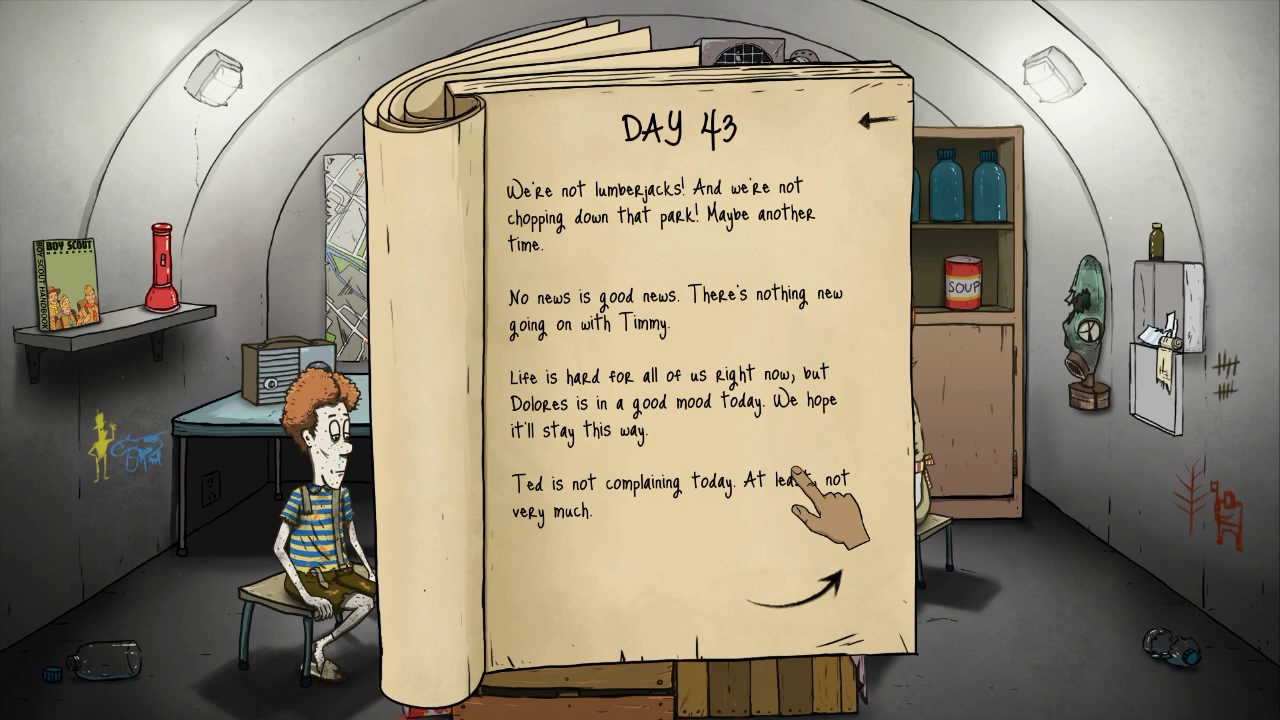 DAY 43
We're not lumberjacks! And we're not
chopping down that park! Maybe another
time.
No news is good news. There's nothing new
going on with Timmy.
Life is hard for all of us right now, but
Dolores is in a good mood today. We hope
it'll stay this way.
Ted is not complaining today. At least, not
very much.
BOY SCOUT
BOY SCOUT HANDBOOK
SOUP